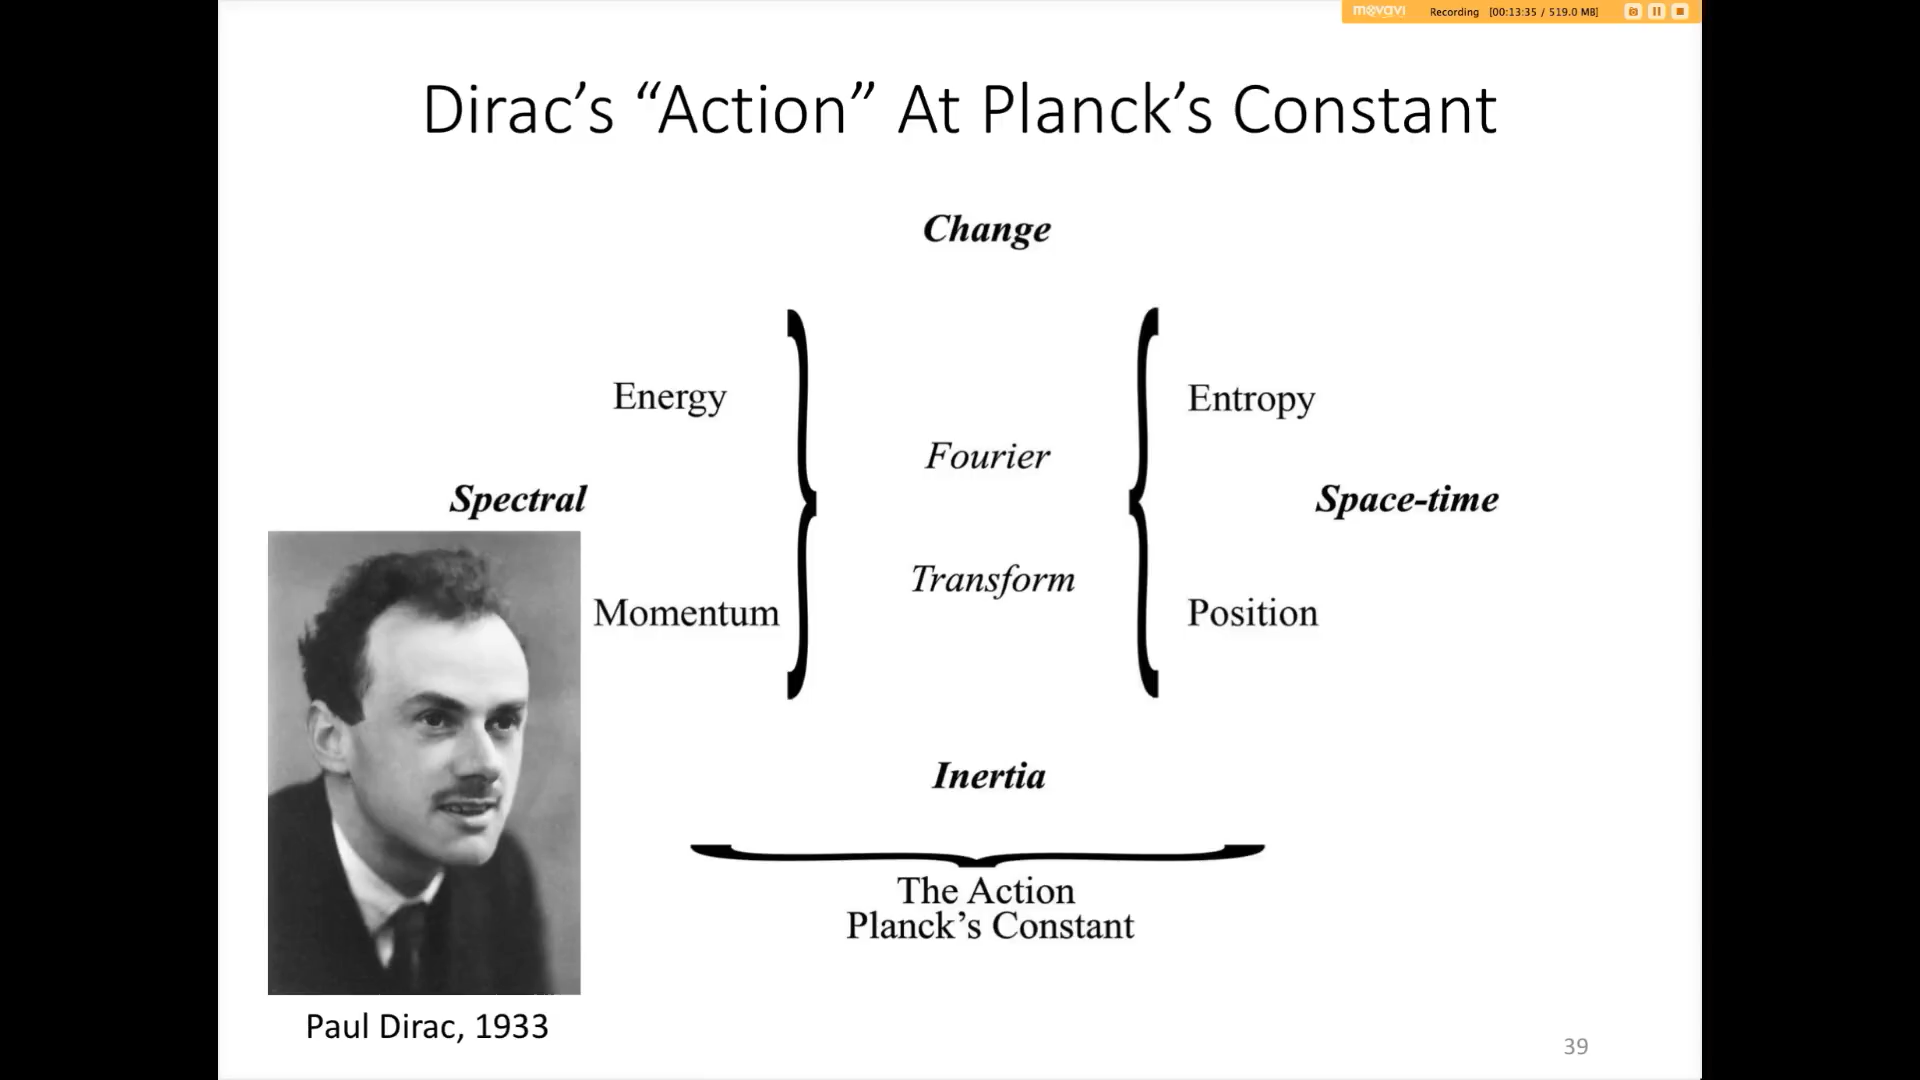 movavi Recording [00:13:35 / 519.0 MB]
Dirac’s “Action” At Planck’s Constant
Change
Energy
Entropy
Fourier
Spectral
Space-time
Transform
Momentum
Position
Inertia
The Action
Planck’s Constant
Paul Dirac, 1933
39